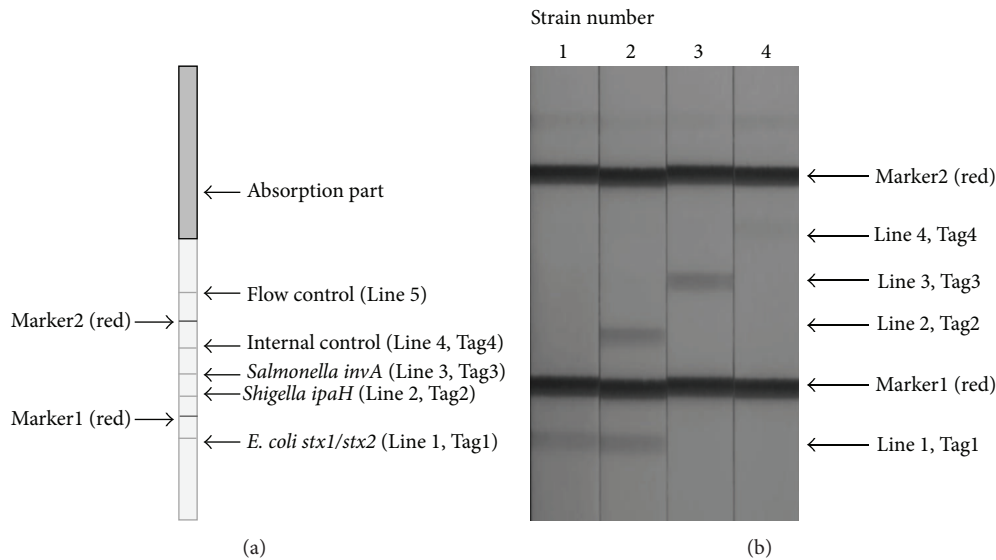 Absorption part
Flow control (Line 5)
Marker2 (red)
Internal control (Line 4, Tag4)
Salmonella invA (Line 3, Tag3)
Shigella ipaH (Line 2, Tag2)
Marker1 (red)
E. coli stx1/stx2 (Line 1, Tag1)
(a)
Strain number
1 2 3 4
Marker2 (red)
Line 4, Tag4
Line 3, Tag3
Line 2, Tag2
Marker1 (red)
Line 1, Tag1
(b)